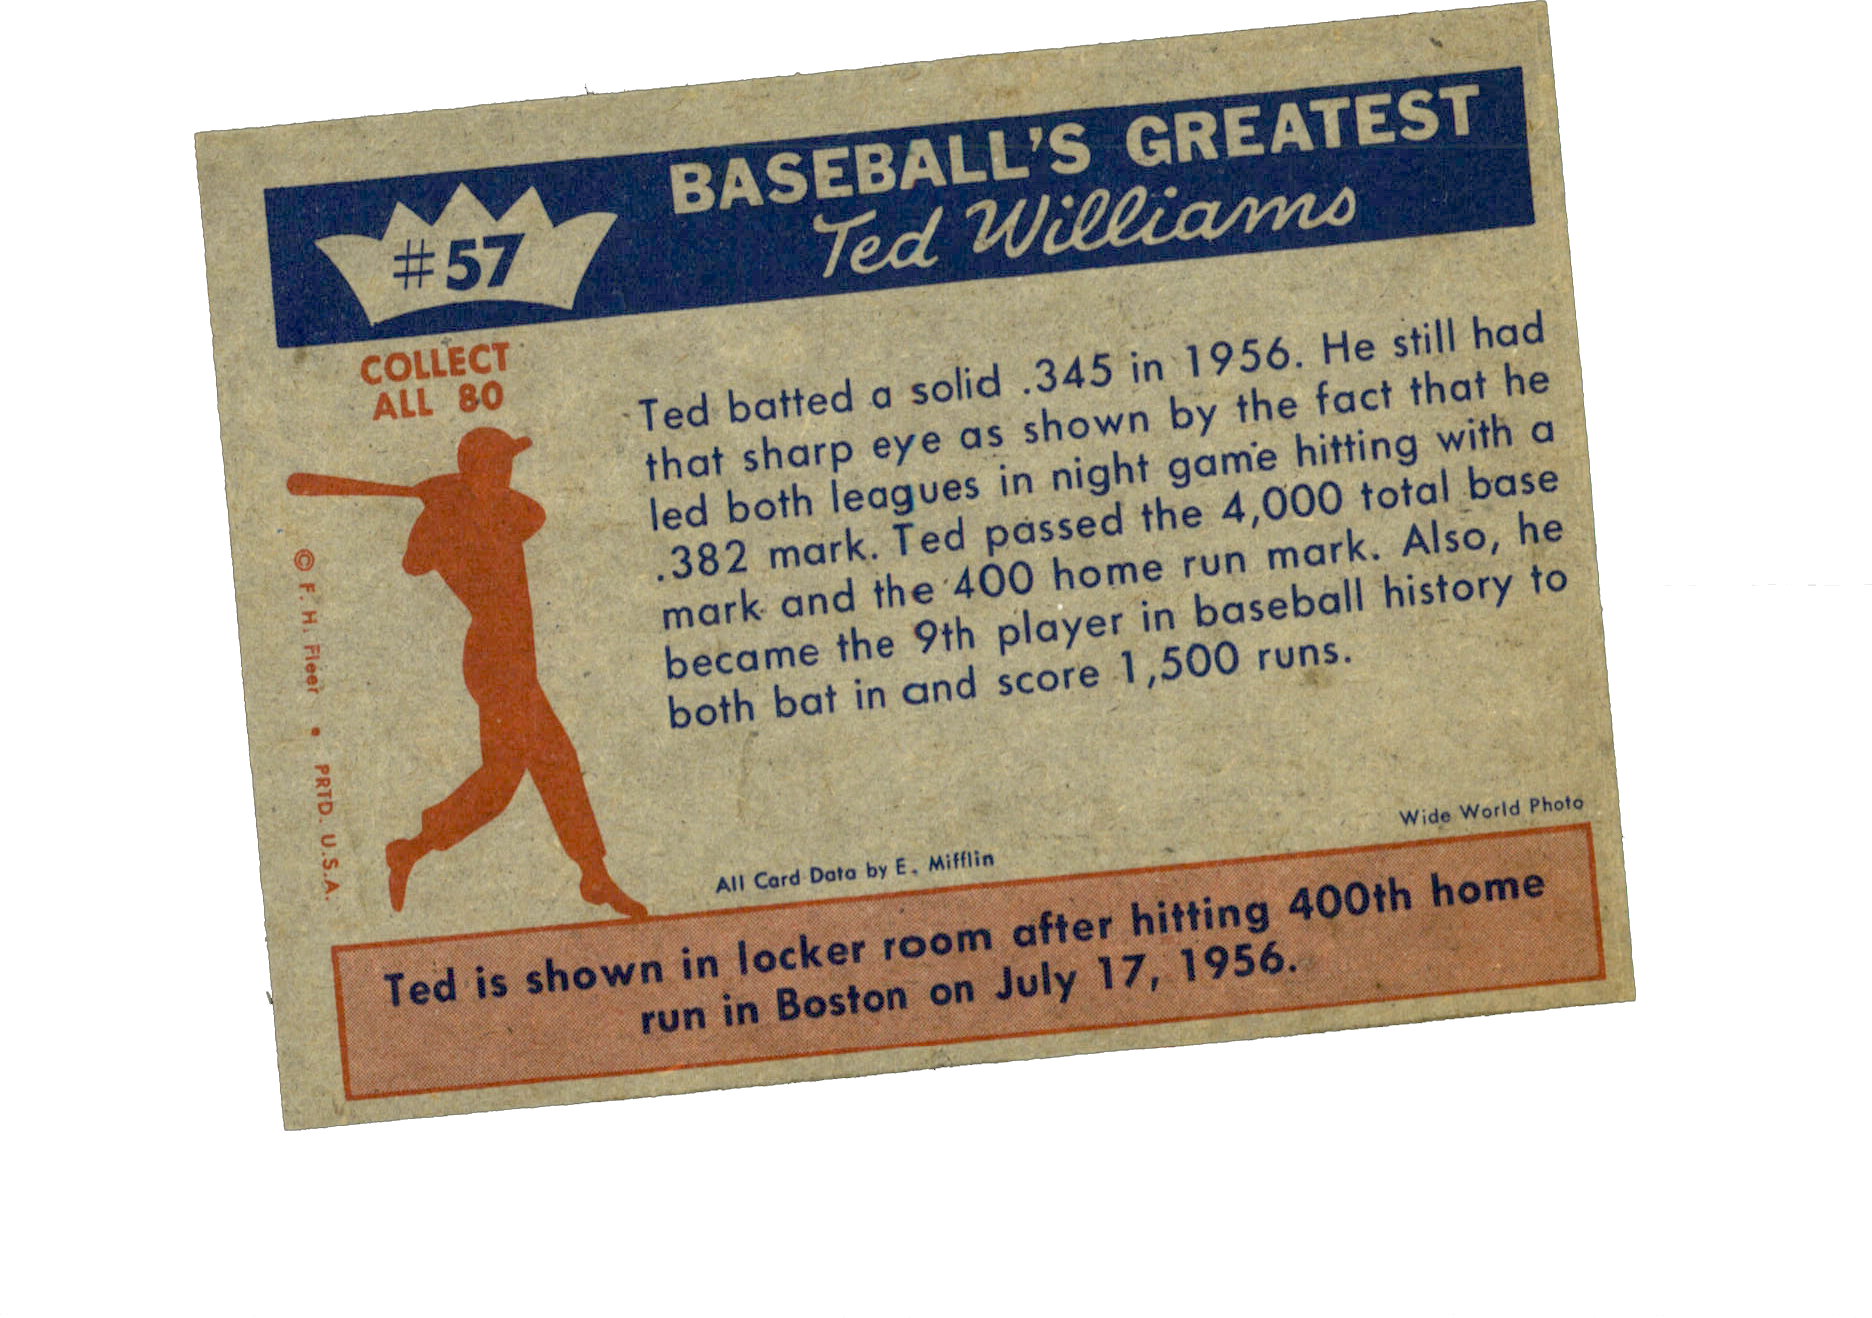 #57
BASEBALL'S GREATEST
Ted Williams
COLLECT
ALL 80
Ted batted a solid .345 in 1956. He still had
that sharp eye as shown by the fact that he
led both leagues in night game hitting with a
.382 mark. Ted passed the 4,000 total base
mark and the 400 home run mark. Also, he
became the 9th player in baseball history to
both bat in and score 1,500 runs.
© F. H. Fleer • PRTD. U.S.A.
Wide World Photo
All Card Data by E. Mifflin
Ted is shown in locker room after hitting 400th home
run in Boston on July 17, 1956.